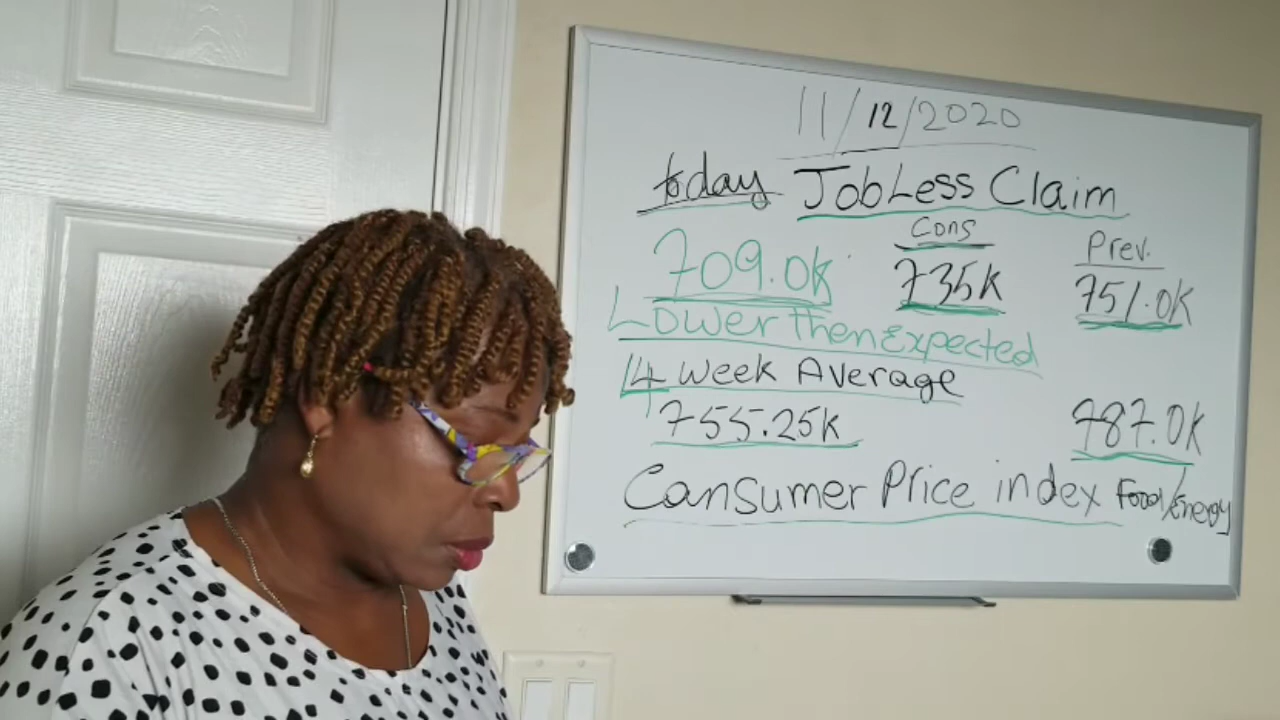 11/12/2020
today JobLess Claim
Cons
Prev.
709.0k 735k 751.0K
Lower then Expected
4 week Average
755.25k 787.0k
Consumer Price index Food/Energy